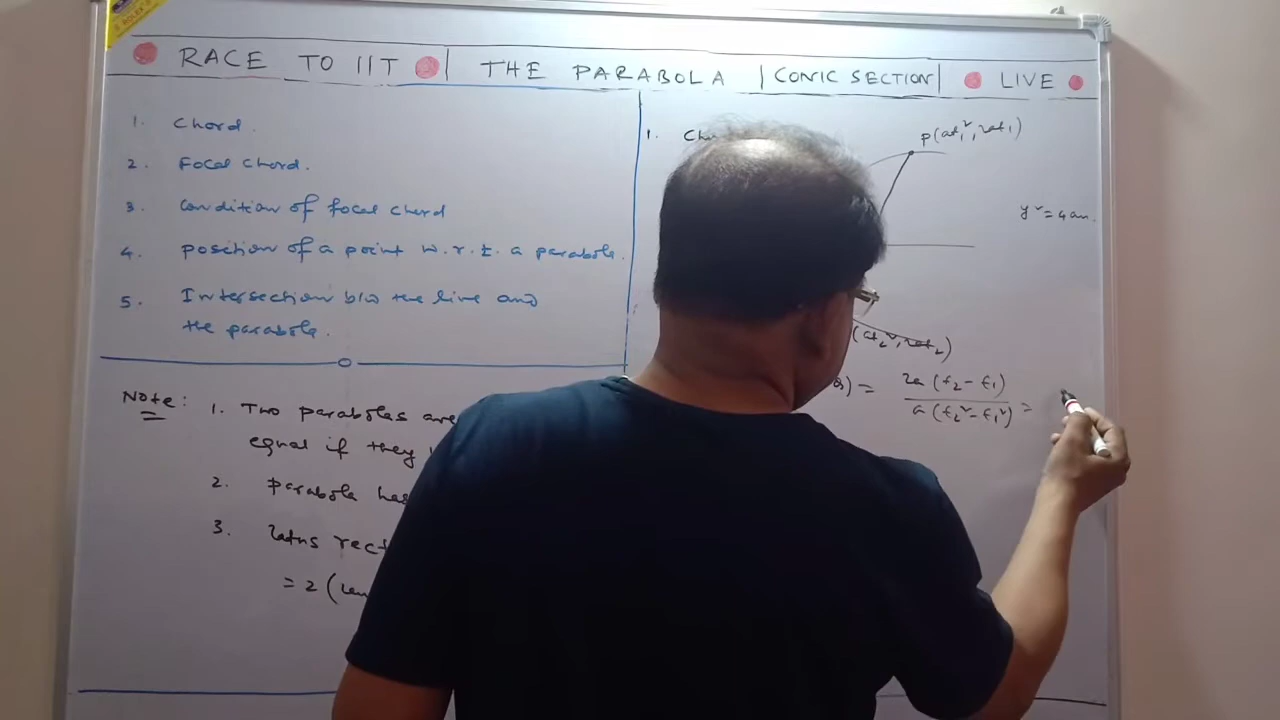 RACE TO IIT | THE PARABOLA | CONIC SECTION | LIVE
1. Chord.
2. Focal chord.
3. Condition of focal chord
4. position of a point w.r.t. a parabola.
5. Intersection b/w the line and
the parabola.
Note: 1. Two parabolas are
equal if they
2. parabola has
3. Latus rect
= 2 (len
1. Ch
P(at₁², 2at₁)
y² = 4ax.
(at₂², 2at₂)
) = 2a(t₂-t₁) / a(t₂²-t₁²) =